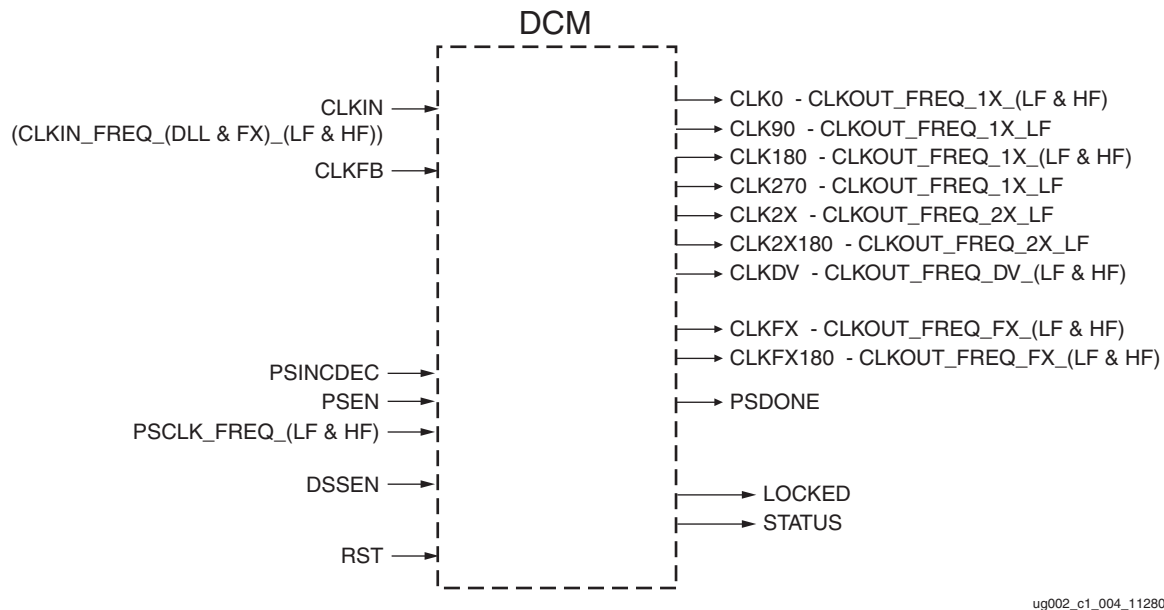 DCM
CLKIN
(CLKIN_FREQ_(DLL & FX)_(LF & HF))
CLKFB
PSINCDEC
PSEN
PSCLK_FREQ_(LF & HF)
DSSEN
RST
CLK0 - CLKOUT_FREQ_1X_(LF & HF)
CLK90 - CLKOUT_FREQ_1X_LF
CLK180 - CLKOUT_FREQ_1X_(LF & HF)
CLK270 - CLKOUT_FREQ_1X_LF
CLK2X - CLKOUT_FREQ_2X_LF
CLK2X180 - CLKOUT_FREQ_2X_LF
CLKDV - CLKOUT_FREQ_DV_(LF & HF)
CLKFX - CLKOUT_FREQ_FX_(LF & HF)
CLKFX180 - CLKOUT_FREQ_FX_(LF & HF)
PSDONE
LOCKED
STATUS
ug002_c1_004_11280